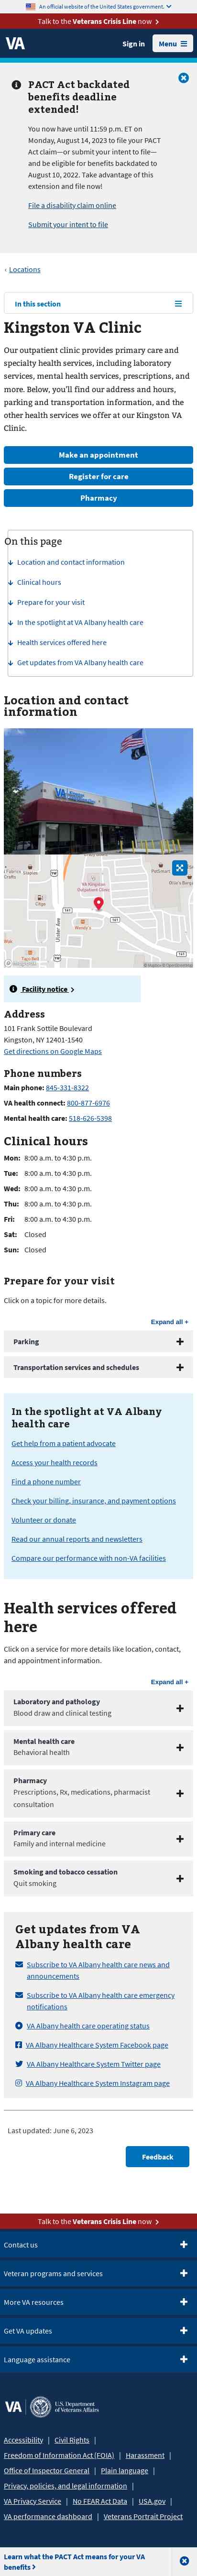 An official website of the United States government.
Talk to the Veterans Crisis Line now
VA
Sign in
Menu
PACT Act backdated
benefits deadline
extended!
You now have until 11:59 p.m. ET on
Monday, August 14, 2023 to file your PACT
Act claim—or submit your intent to file—
and be eligible for benefits backdated to
August 10, 2022. Take advantage of this
extension and file now!
File a disability claim online
Submit your intent to file
Locations
In this section
Kingston VA Clinic
Our outpatient clinic provides primary care and
specialty health services, including laboratory
services, mental health care, prescriptions, and
more. Below, you'll find our address and hours,
parking and transportation information, and the
other health services we offer at our Kingston VA
Clinic.
Make an appointment
Register for care
Pharmacy
On this page
Location and contact information
Clinical hours
Prepare for your visit
In the spotlight at VA Albany health care
Health services offered here
Get updates from VA Albany health care
Location and contact
information
VA
Facility notice
Address
101 Frank Sottile Boulevard
Kingston, NY 12401-1540
Get directions on Google Maps
Phone numbers
Main phone: 845-331-8322
VA health connect: 800-877-6976
Mental health care: 518-626-5398
Clinical hours
Mon: 8:00 a.m. to 4:30 p.m.
Tue: 8:00 a.m. to 4:30 p.m.
Wed: 8:00 a.m. to 4:30 p.m.
Thu: 8:00 a.m. to 4:30 p.m.
Fri: 8:00 a.m. to 4:30 p.m.
Sat: Closed
Sun: Closed
Prepare for your visit
Click on a topic for more details.
Expand all +
Parking
Transportation services and schedules
In the spotlight at VA Albany
health care
Get help from a patient advocate
Access your health records
Find a phone number
Check your billing, insurance, and payment options
Volunteer or donate
Read our annual reports and newsletters
Compare our performance with non-VA facilities
Health services offered
here
Click on a service for more details like location, contact,
and appointment information.
Expand all +
Laboratory and pathology
Blood draw and clinical testing
Mental health care
Behavioral health
Pharmacy
Prescriptions, Rx, medications, pharmacist
consultation
Primary care
Family and internal medicine
Smoking and tobacco cessation
Quit smoking
Get updates from VA
Albany health care
Subscribe to VA Albany health care news and
announcements
Subscribe to VA Albany health care emergency
notifications
VA Albany health care operating status
VA Albany Healthcare System Facebook page
VA Albany Healthcare System Twitter page
VA Albany Healthcare System Instagram page
Last updated: June 6, 2023
Feedback
Talk to the Veterans Crisis Line now
Contact us
Veteran programs and services
More VA resources
Get VA updates
Language assistance
VA
U.S. Department
of Veterans Affairs
Accessibility | Civil Rights |
Freedom of Information Act (FOIA) | Harassment |
Office of Inspector General | Plain language |
Privacy, policies, and legal information |
VA Privacy Service | No FEAR Act Data | USA.gov |
VA performance dashboard | Veterans Portrait Project
Learn what the PACT Act means for your VA
benefits